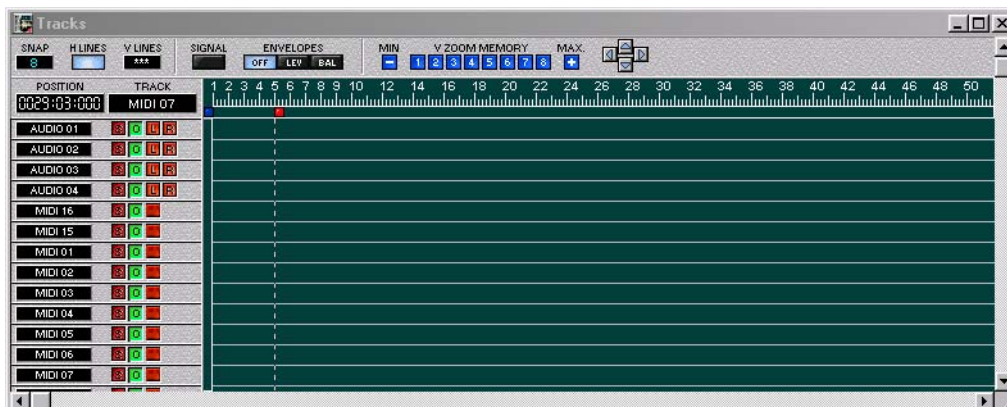 Tracks
SNAP H LINES V LINES SIGNAL ENVELOPES MIN V ZOOM MEMORY MAX.
8 *** OFF LEV BAL 1 2 3 4 5 6 7 8
POSITION TRACK 1 2 3 4 5 6 7 8 9 10 12 14 16 18 20 22 24 26 28 30 32 34 36 38 40 42 44 46 48 50
0029:03:000 MIDI 07
AUDIO 01 S O L R
AUDIO 02 S O L R
AUDIO 03 S O L R
AUDIO 04 S O L R
MIDI 16 S O
MIDI 15 S O
MIDI 01 S O
MIDI 02 S O
MIDI 03 S O
MIDI 04 S O
MIDI 05 S O
MIDI 06 S O
MIDI 07 S O